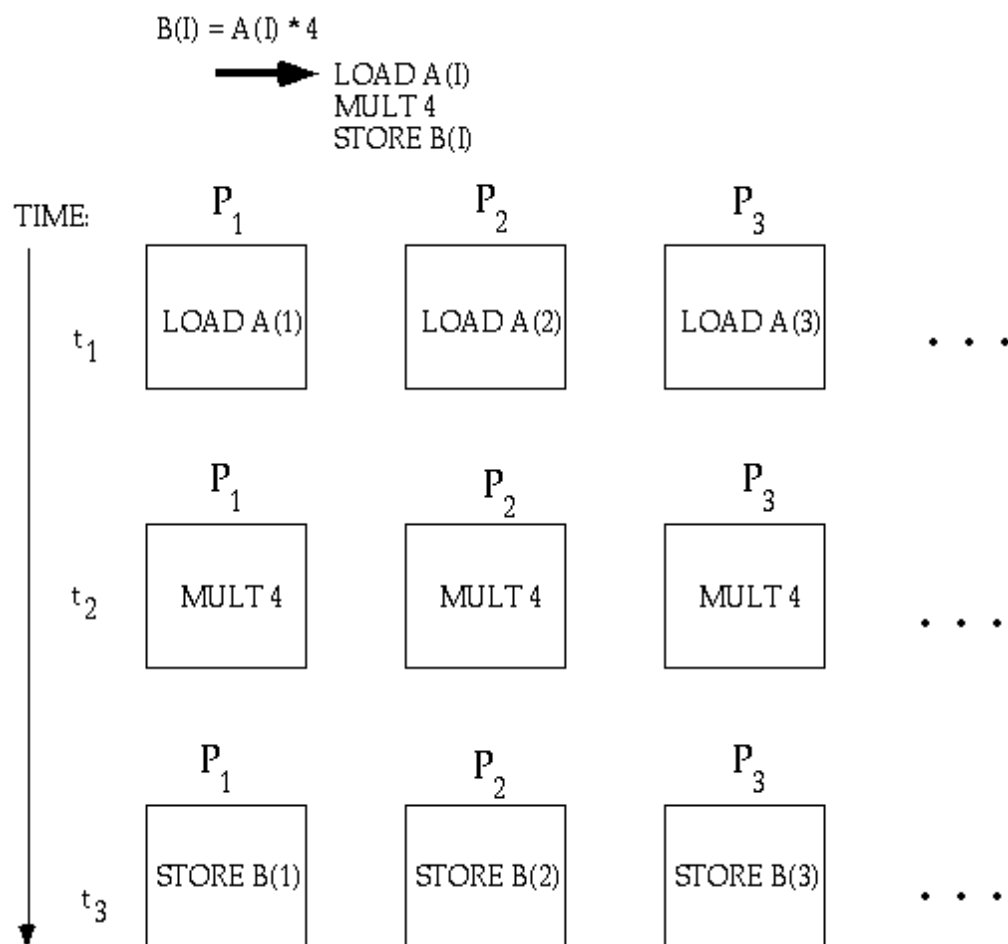 B(I) = A(I) * 4
LOAD A(I)
MULT 4
STORE B(I)
TIME:
P1 P2 P3
t1 LOAD A(1) LOAD A(2) LOAD A(3) . . .
P1 P2 P3
t2 MULT 4 MULT 4 MULT 4 . . .
P1 P2 P3
t3 STORE B(1) STORE B(2) STORE B(3) . . .